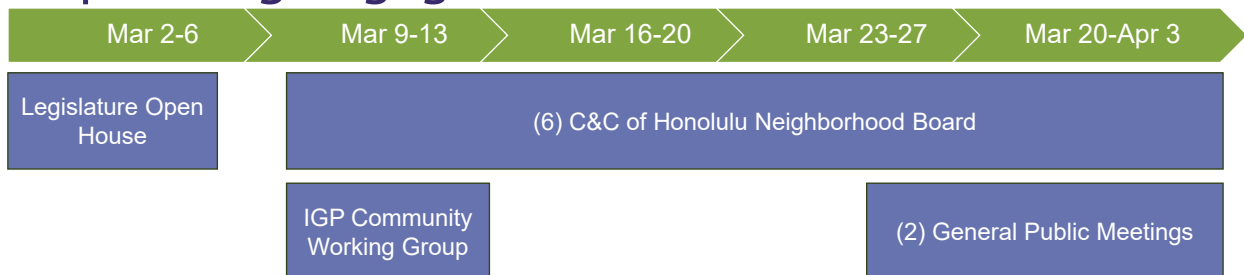 Mar 2-6
Mar 9-13
Mar 16-20
Mar 23-27
Mar 20-Apr 3
Legislature Open
House
(6) C&C of Honolulu Neighborhood Board
IGP Community
Working Group
(2) General Public Meetings